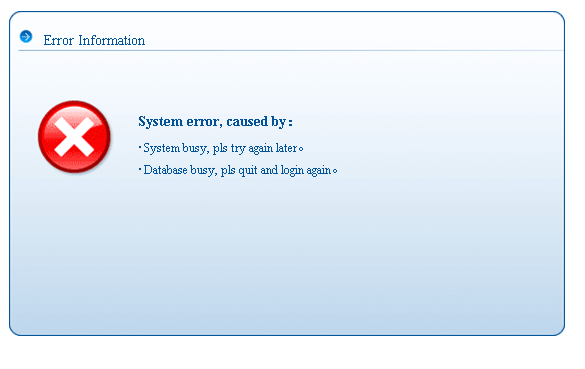 Error Information
System error, caused by：
·System busy, pls try again later。
·Database busy, pls quit and login again。